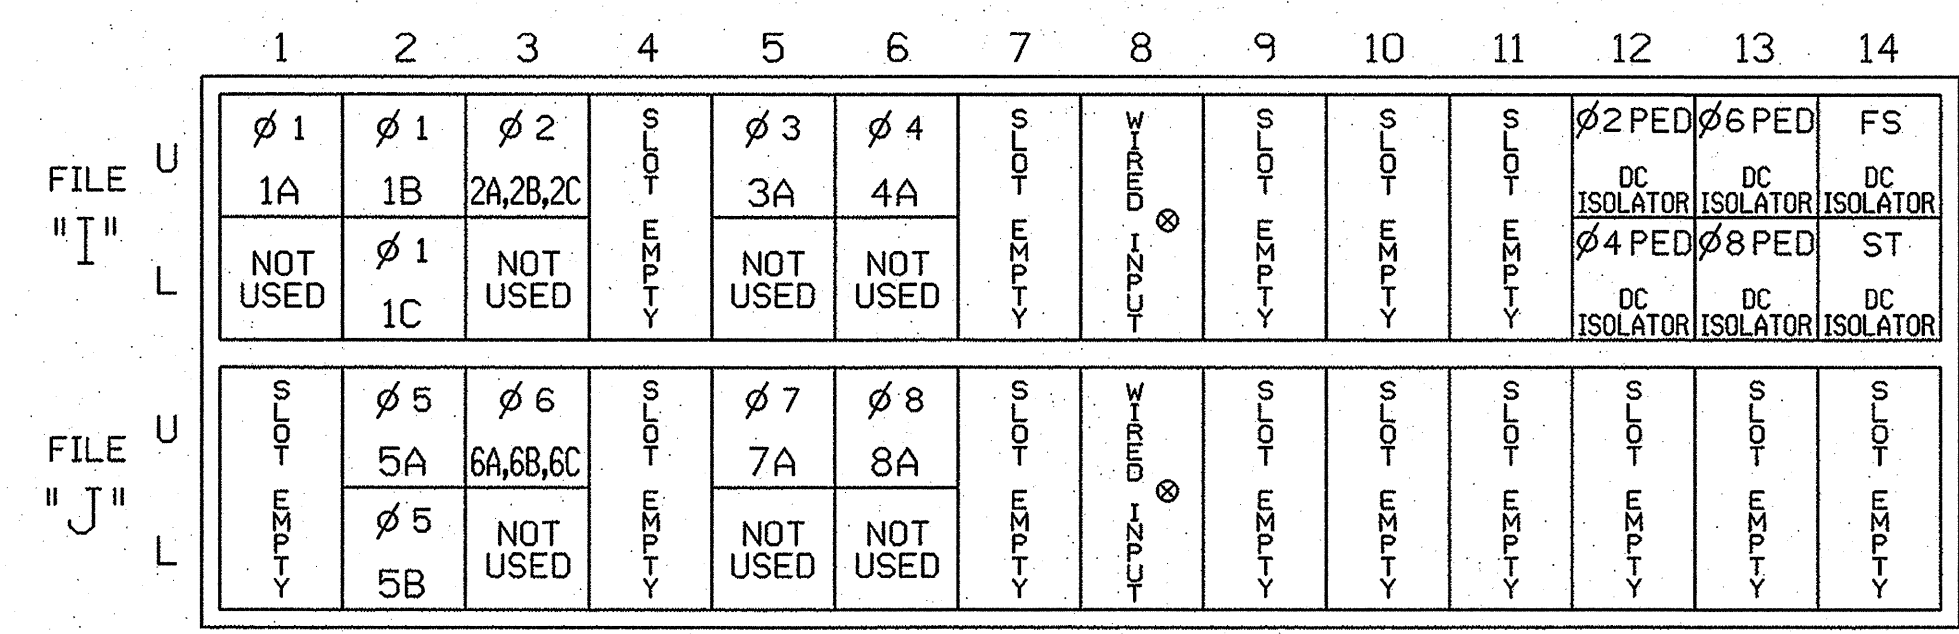 1 2 3 4 5 6 7 8 9 10 11 12 13 14
FILE "I"
U
Ø 1 1A
Ø 1 1B
Ø 2 2A,2B,2C
SLOT EMPTY
Ø 3 3A
Ø 4 4A
SLOT EMPTY
WIRED INPUT ⊗
SLOT EMPTY
SLOT EMPTY
SLOT EMPTY
Ø2 PED DC ISOLATOR
Ø6 PED DC ISOLATOR
FS DC ISOLATOR
L
NOT USED
Ø 1 1C
NOT USED
NOT USED
NOT USED
Ø4 PED DC ISOLATOR
Ø8 PED DC ISOLATOR
ST DC ISOLATOR
FILE "J"
U
SLOT EMPTY
Ø 5 5A
Ø 6 6A,6B,6C
SLOT EMPTY
Ø 7 7A
Ø 8 8A
SLOT EMPTY
WIRED INPUT ⊗
SLOT EMPTY
SLOT EMPTY
SLOT EMPTY
SLOT EMPTY
SLOT EMPTY
SLOT EMPTY
L
Ø 5 5B
NOT USED
NOT USED
NOT USED